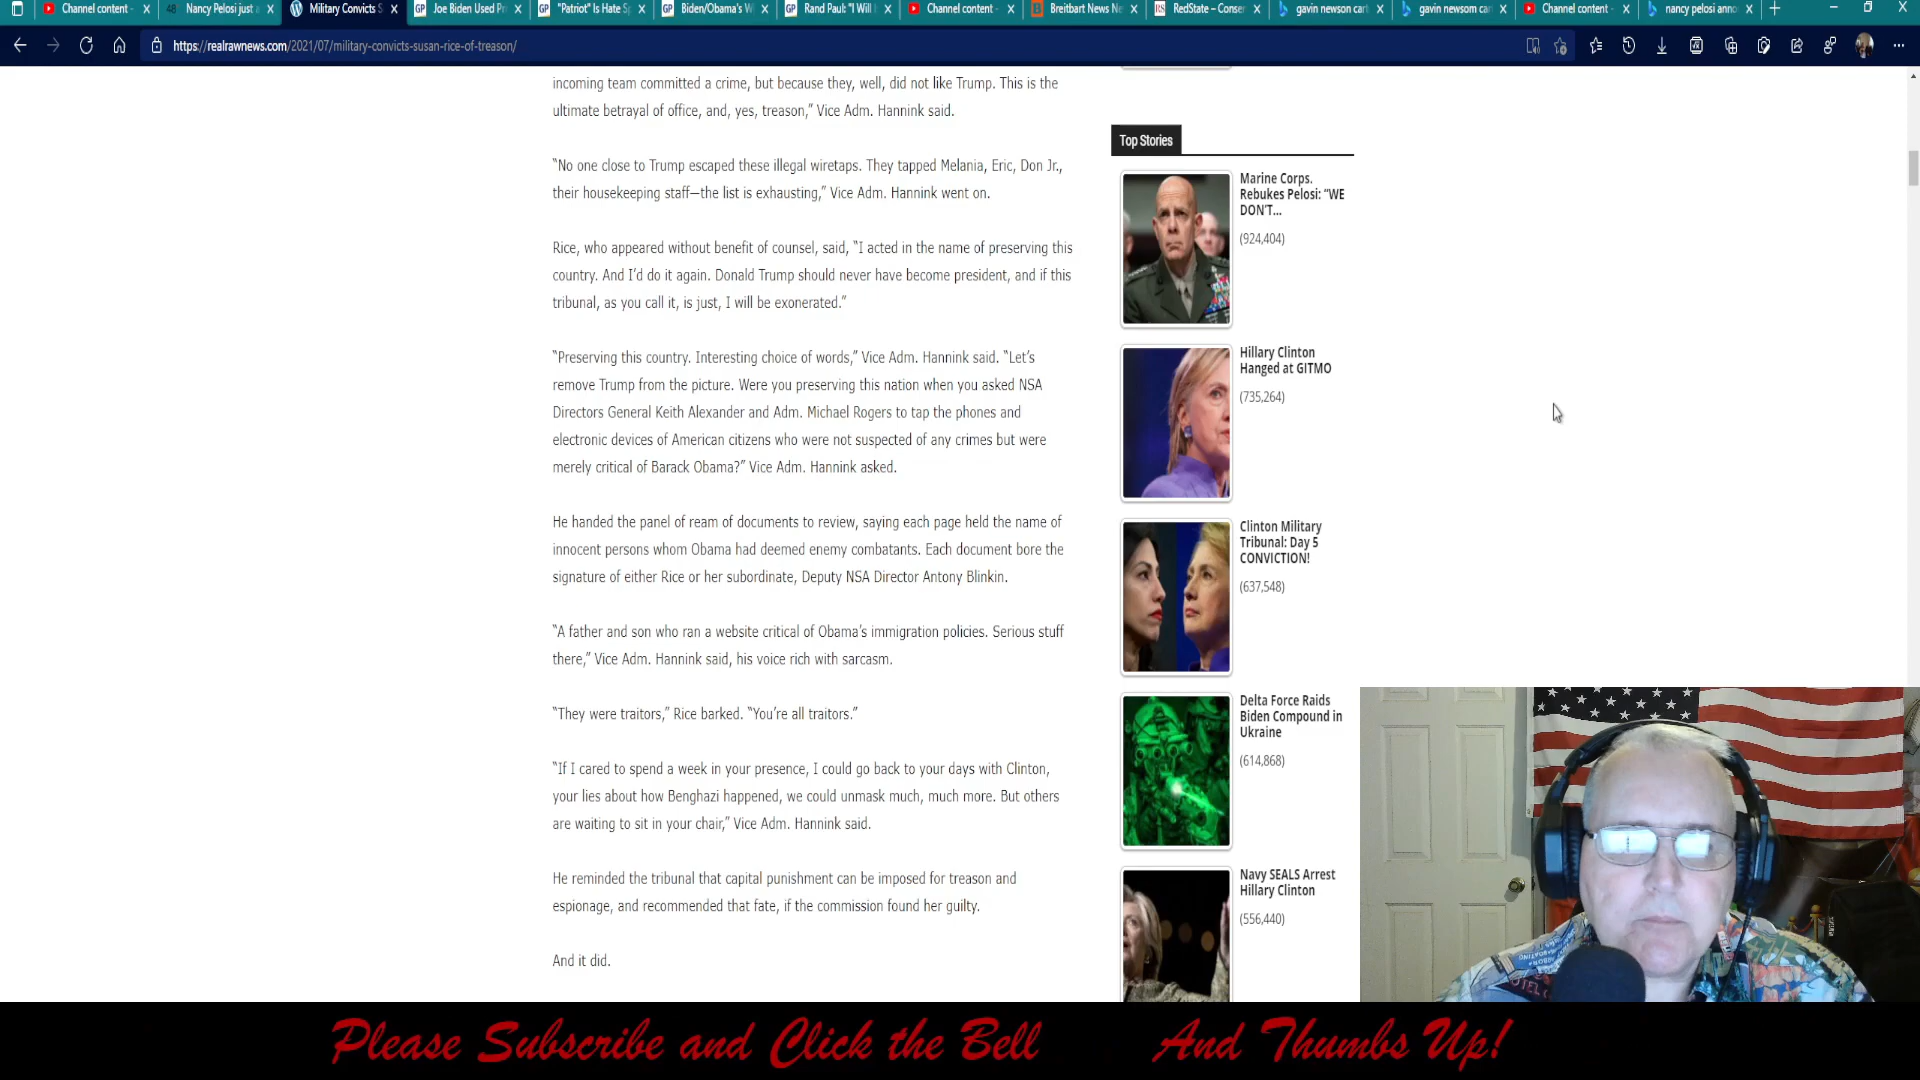 Channel content -
48 Nancy Pelosi just a
Military Convicts S
GP Joe Biden Used Pr
GP "Patriot" Is Hate Sp
GP Biden/Obama's W
GP Rand Paul: "I Will
Channel content -
B Breitbart News Ne
RS RedState – Conser
gavin newson cart
gavin newsom car
Channel content -
nancy pelosi anno
https://realrawnews.com/2021/07/military-convicts-susan-rice-of-treason/
incoming team committed a crime, but because they, well, did not like Trump. This is the
ultimate betrayal of office, and, yes, treason,” Vice Adm. Hannink said.
“No one close to Trump escaped these illegal wiretaps. They tapped Melania, Eric, Don Jr.,
their housekeeping staff—the list is exhausting,” Vice Adm. Hannink went on.
Rice, who appeared without benefit of counsel, said, “I acted in the name of preserving this
country. And I’d do it again. Donald Trump should never have become president, and if this
tribunal, as you call it, is just, I will be exonerated.”
“Preserving this country. Interesting choice of words,” Vice Adm. Hannink said. “Let’s
remove Trump from the picture. Were you preserving this nation when you asked NSA
Directors General Keith Alexander and Adm. Michael Rogers to tap the phones and
electronic devices of American citizens who were not suspected of any crimes but were
merely critical of Barack Obama?” Vice Adm. Hannink asked.
He handed the panel of ream of documents to review, saying each page held the name of
innocent persons whom Obama had deemed enemy combatants. Each document bore the
signature of either Rice or her subordinate, Deputy NSA Director Antony Blinkin.
“A father and son who ran a website critical of Obama’s immigration policies. Serious stuff
there,” Vice Adm. Hannink said, his voice rich with sarcasm.
“They were traitors,” Rice barked. “You’re all traitors.”
“If I cared to spend a week in your presence, I could go back to your days with Clinton,
your lies about how Benghazi happened, we could unmask much, much more. But others
are waiting to sit in your chair,” Vice Adm. Hannink said.
He reminded the tribunal that capital punishment can be imposed for treason and
espionage, and recommended that fate, if the commission found her guilty.
And it did.
Top Stories
Marine Corps.
Rebukes Pelosi: “WE
DON’T...
(924,404)
Hillary Clinton
Hanged at GITMO
(735,264)
Clinton Military
Tribunal: Day 5
CONVICTION!
(637,548)
Delta Force Raids
Biden Compound in
Ukraine
(614,868)
Navy SEALS Arrest
Hillary Clinton
(556,440)
Please Subscribe and Click the Bell And Thumbs Up!